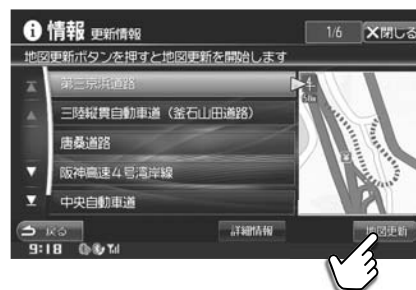 情報 更新情報 1/6 ×閉じる
地図更新ボタンを押すと地図更新を開始します
第三京浜道路
三陸縦貫自動車道(釜石山田道路)
唐桑道路
阪神高速4号湾岸線
中央自動車道
戻る 詳細情報 地図更新
9:18